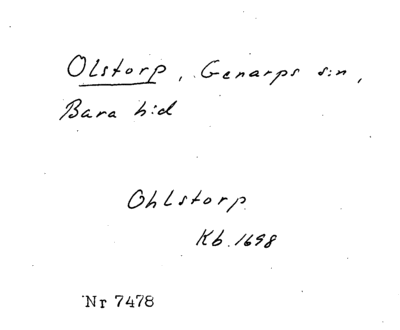 Olstorp, Genarps s:n,
Bara h:d
Ohlstorp
Kb. 1698
Nr 7478